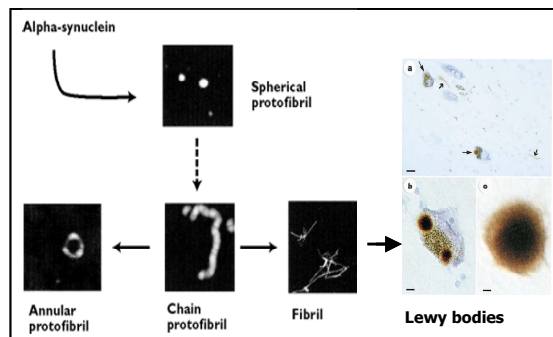 Alpha-synuclein
Spherical
protofibril
a
b
c
Annular
protofibril
Chain
protofibril
Fibril
Lewy bodies